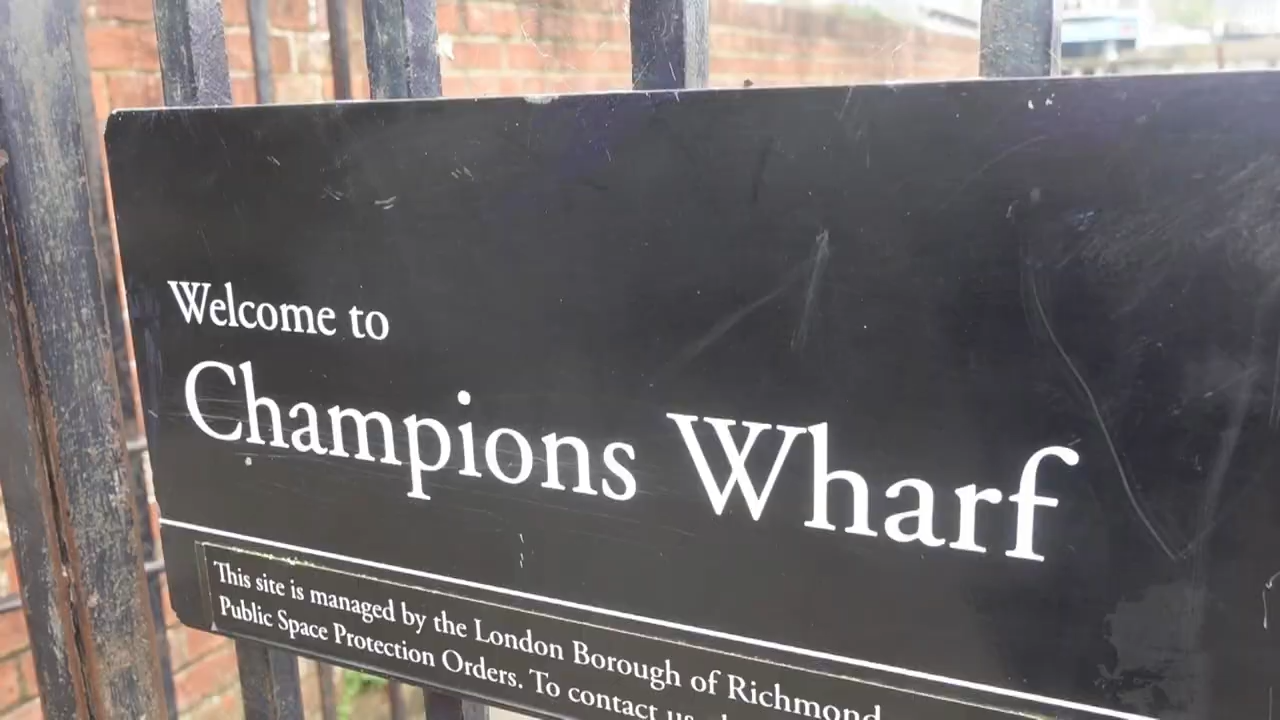 Welcome to
Champions Wharf
This site is managed by the London Borough of Richmond
Public Space Protection Orders. To contact us